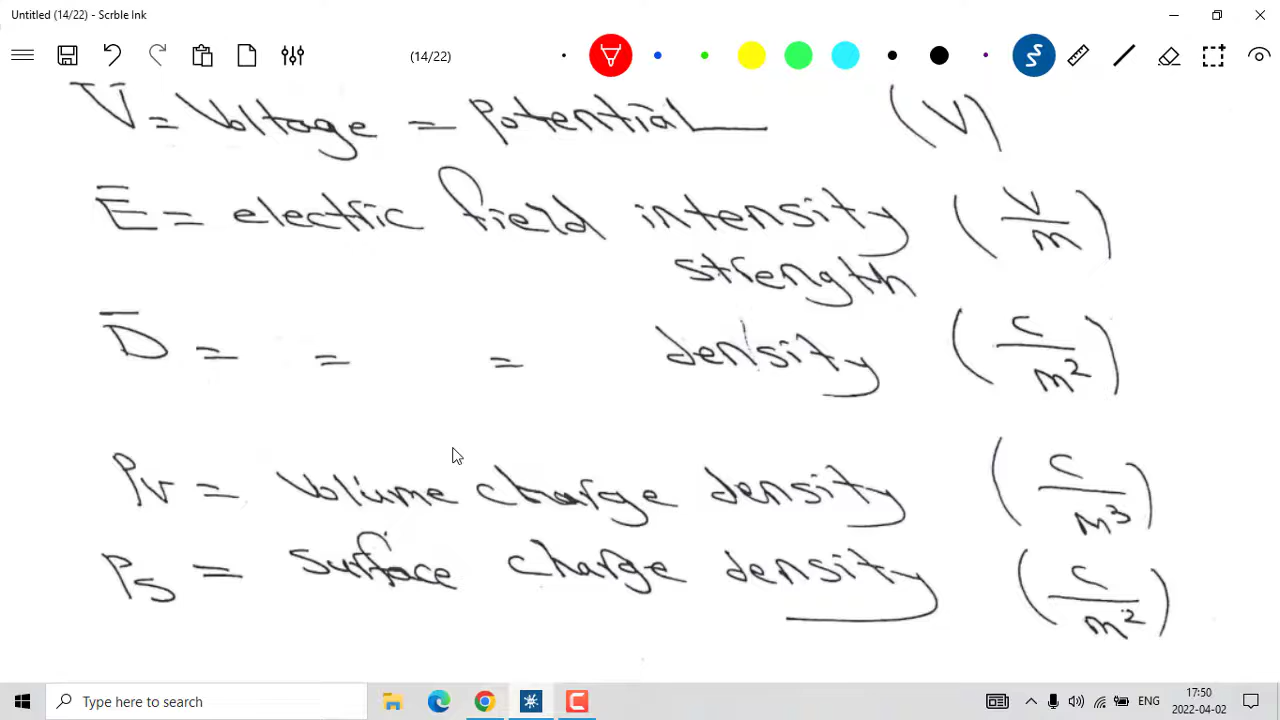 Untitled (14/22) - Scrble Ink
(14/22)
V̅ = Voltage = potential (V)
E̅ = electric field intensity (V/m)
strength
D̅ = = = density (C/m²)
ρv = volume charge density (C/m³)
ρs = surface charge density (C/m²)
Type here to search
ENG
17:50
2022-04-02